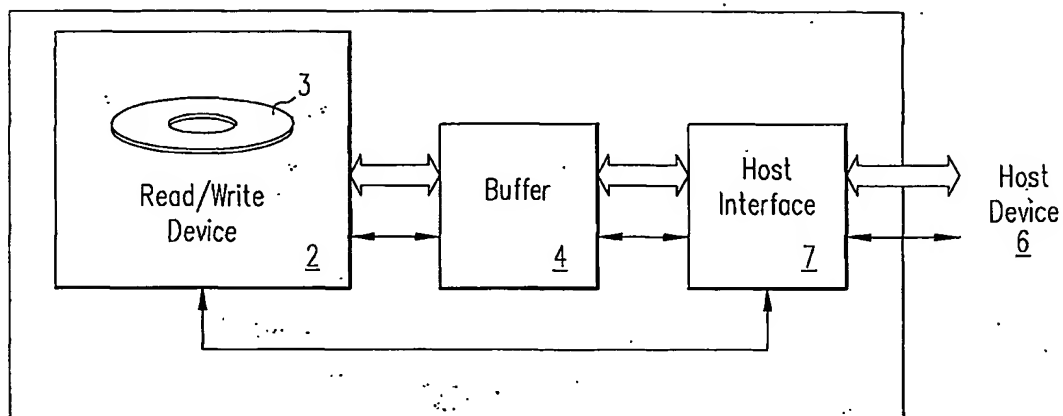 3
Read/Write
Device
2
Buffer
4
Host
Interface
7
Host
Device
6